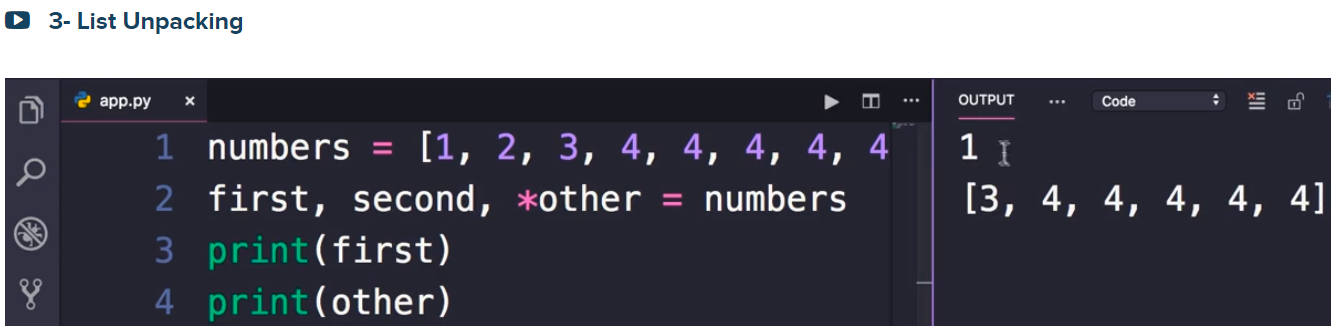 3- List Unpacking
app.py
OUTPUT
Code
1 numbers = [1, 2, 3, 4, 4, 4, 4, 4
2 first, second, *other = numbers
3 print(first)
4 print(other)
1
[3, 4, 4, 4, 4, 4]